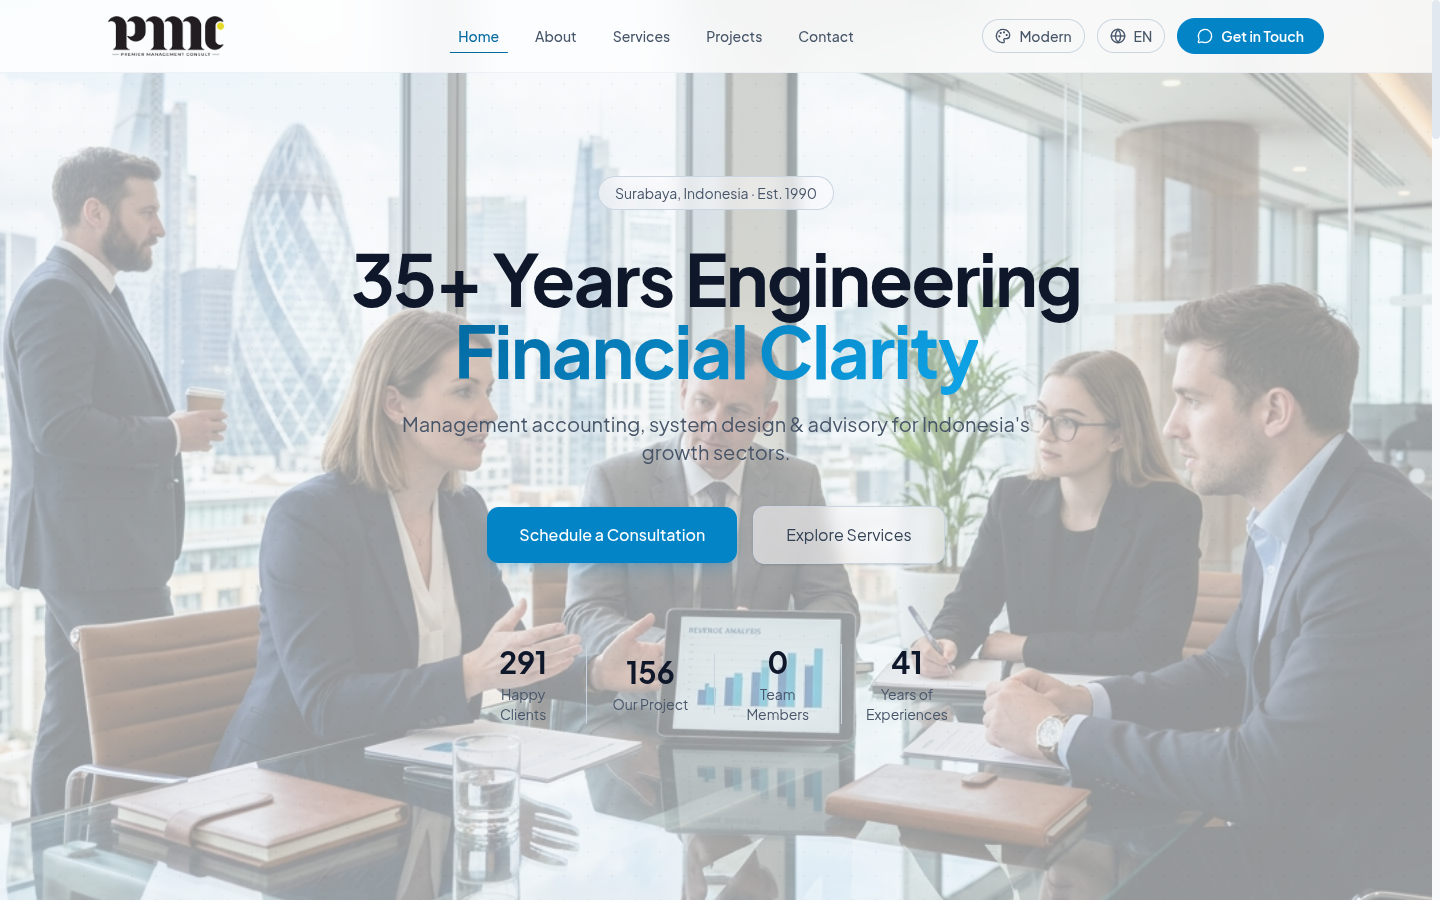 pmc
PREMIER MANAGEMENT CONSULT
Home
About
Services
Projects
Contact
Modern
EN
Get in Touch
Surabaya, Indonesia · Est. 1990
35+ Years Engineering
Financial Clarity
Management accounting, system design & advisory for Indonesia's
growth sectors.
Schedule a Consultation
Explore Services
REVENUE ANALYSIS
291
Happy
Clients
156
Our Project
0
Team
Members
41
Years of
Experiences